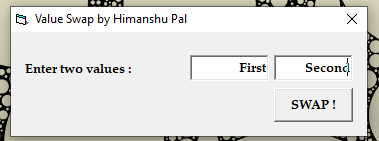 Value Swap by Himanshu Pal
Enter two values : First Second
SWAP !